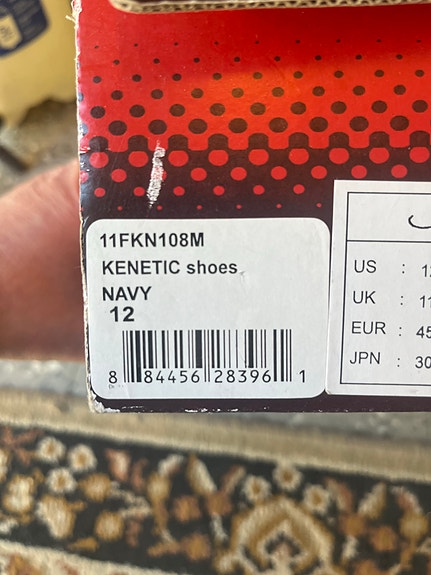 11FKN108M
KENETIC shoes
NAVY
12
8 84456 28396 1
US :
UK : 11
EUR : 45
JPN : 30